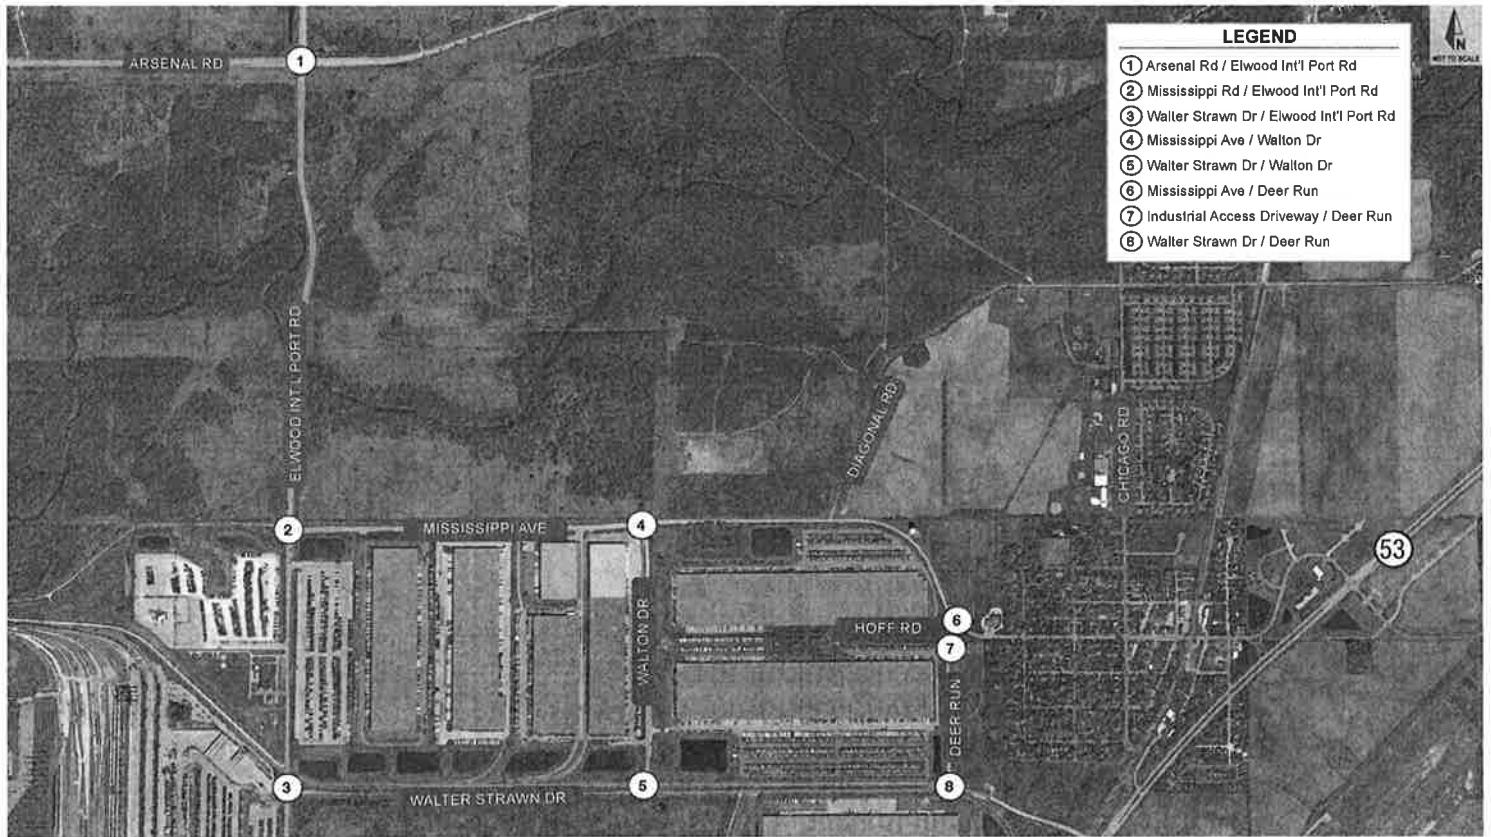 LEGEND
N
NOT TO SCALE
1 Arsenal Rd / Elwood Int'l Port Rd
2 Mississippi Rd / Elwood Int'l Port Rd
3 Walter Strawn Dr / Elwood Int'l Port Rd
4 Mississippi Ave / Walton Dr
5 Walter Strawn Dr / Walton Dr
6 Mississippi Ave / Deer Run
7 Industrial Access Driveway / Deer Run
8 Walter Strawn Dr / Deer Run
ARSENAL RD
1
ELWOOD INT'L PORT RD
DIAGONAL RD
CHICAGO RD
2
MISSISSIPPI AVE
4
53
WALTON DR
HOFF RD
6
7
DEER RUN
3
WALTER STRAWN DR
5
8